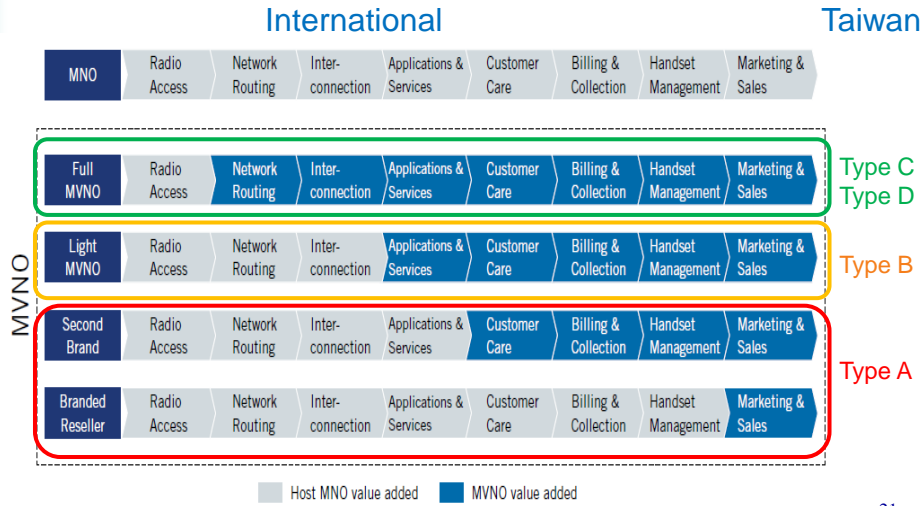 International
Taiwan
MNO
Radio
Access
Network
Routing
Inter-
connection
Applications &
Services
Customer
Care
Billing &
Collection
Handset
Management
Marketing &
Sales
MVNO
Full
MVNO
Radio
Access
Network
Routing
Inter-
connection
Applications &
Services
Customer
Care
Billing &
Collection
Handset
Management
Marketing &
Sales
Type C
Type D
Light
MVNO
Radio
Access
Network
Routing
Inter-
connection
Applications &
Services
Customer
Care
Billing &
Collection
Handset
Management
Marketing &
Sales
Type B
Second
Brand
Radio
Access
Network
Routing
Inter-
connection
Applications &
Services
Customer
Care
Billing &
Collection
Handset
Management
Marketing &
Sales
Type A
Branded
Reseller
Radio
Access
Network
Routing
Inter-
connection
Applications &
Services
Customer
Care
Billing &
Collection
Handset
Management
Marketing &
Sales
Host MNO value added
MVNO value added